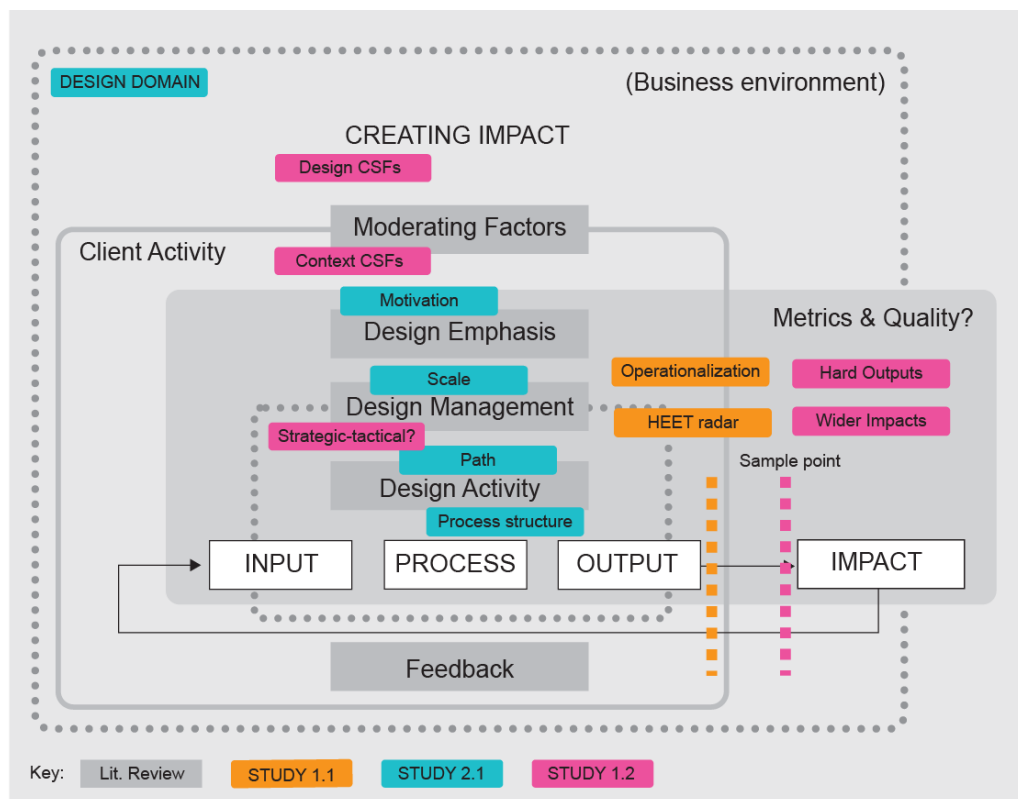 DESIGN DOMAIN
(Business environment)
CREATING IMPACT
Design CSFs
Moderating Factors
Client Activity
Context CSFs
Motivation
Design Emphasis
Metrics & Quality?
Operationalization
Hard Outputs
Scale
Design Management
HEET radar
Wider Impacts
Strategic-tactical?
Path
Sample point
Design Activity
Process structure
INPUT
PROCESS
OUTPUT
IMPACT
Feedback
Key:
Lit. Review
STUDY 1.1
STUDY 2.1
STUDY 1.2